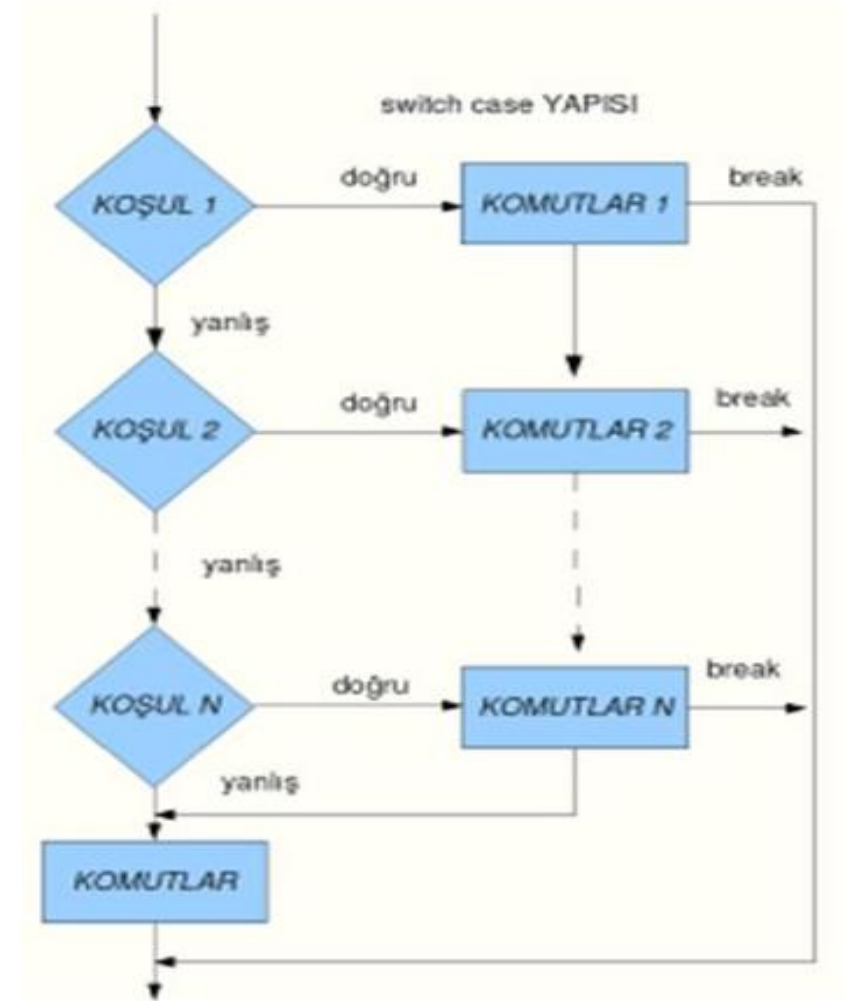 switch case YAPISI
KOŞUL 1
doğru
KOMUTLAR 1
break
yanlış
KOŞUL 2
doğru
KOMUTLAR 2
break
yanlış
KOŞUL N
doğru
KOMUTLAR N
break
yanlış
KOMUTLAR